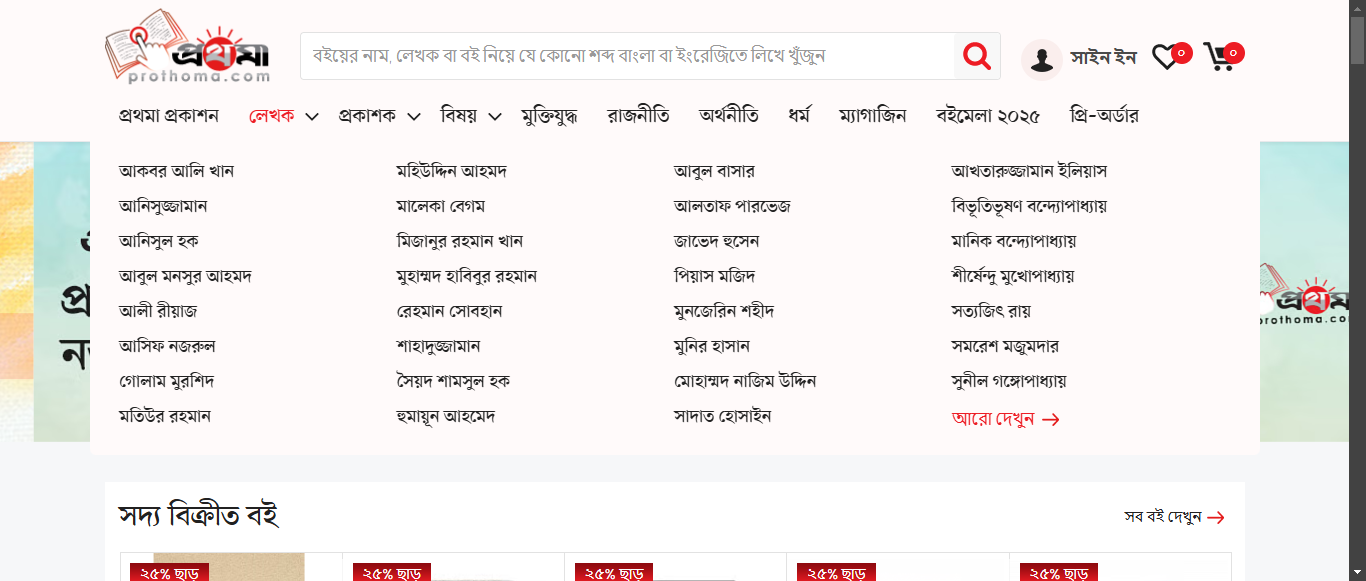 প্রথমা
prothoma.com
বইয়ের নাম, লেখক বা বই নিয়ে যে কোনো শব্দ বাংলা বা ইংরেজিতে লিখে খুঁজুন
সাইন ইন
০
০
প্রথমা প্রকাশন লেখক প্রকাশক বিষয় মুক্তিযুদ্ধ রাজনীতি অর্থনীতি ধর্ম ম্যাগাজিন বইমেলা ২০২৫ প্রি-অর্ডার
আকবর আলি খান মহিউদ্দিন আহমদ আবুল বাসার আখতারুজ্জামান ইলিয়াস
আনিসুজ্জামান মালেকা বেগম আলতাফ পারভেজ বিভূতিভূষণ বন্দ্যোপাধ্যায়
আনিসুল হক মিজানুর রহমান খান জাভেদ হুসেন মানিক বন্দ্যোপাধ্যায়
আবুল মনসুর আহমদ মুহাম্মদ হাবিবুর রহমান পিয়াস মজিদ শীর্ষেন্দু মুখোপাধ্যায়
আলী রীয়াজ রেহমান সোবহান মুনজেরিন শহীদ সত্যজিৎ রায়
আসিফ নজরুল শাহাদুজ্জামান মুনির হাসান সমরেশ মজুমদার
গোলাম মুরশিদ সৈয়দ শামসুল হক মোহাম্মদ নাজিম উদ্দিন সুনীল গঙ্গোপাধ্যায়
মতিউর রহমান হুমায়ূন আহমেদ সাদাত হোসাইন আরো দেখুন →
প্রথমা
prothoma.com
সদ্য বিক্রীত বই সব বই দেখুন →
২৫% ছাড় ২৫% ছাড় ২৫% ছাড় ২৫% ছাড় ২৫% ছাড়